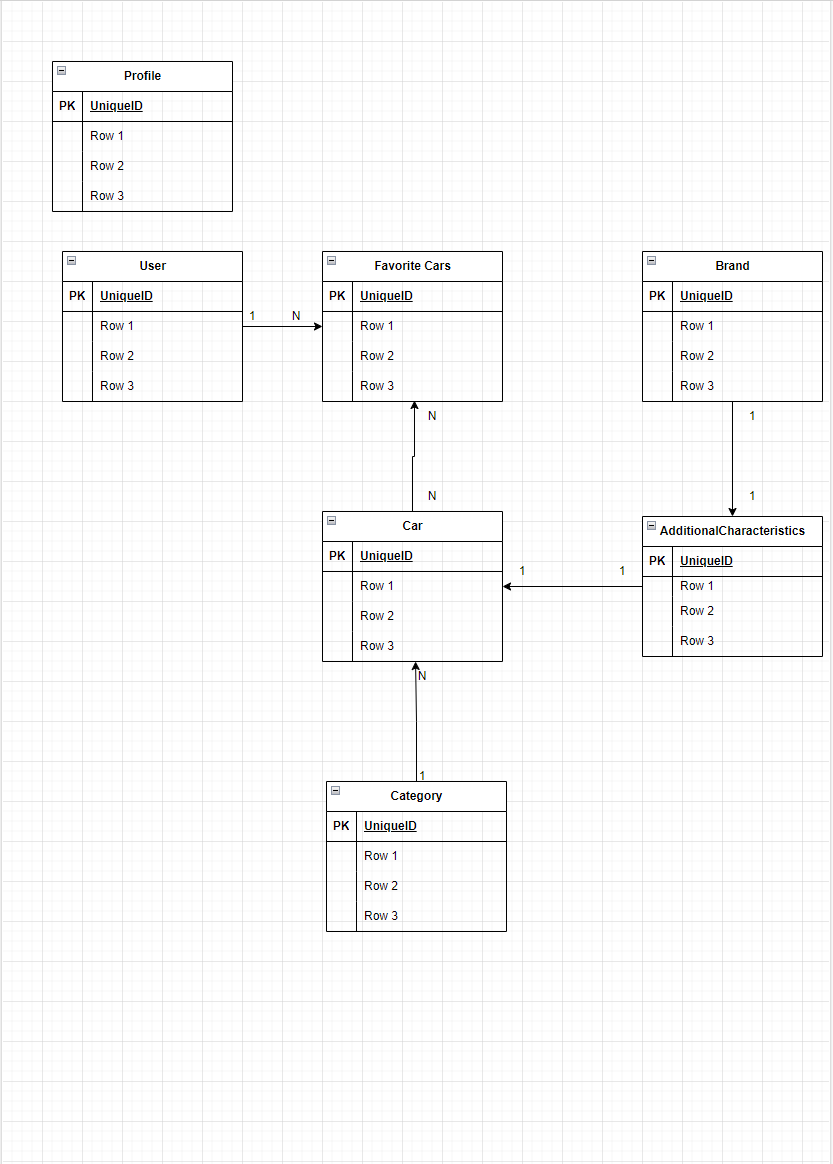 Profile
PK UniqueID
Row 1
Row 2
Row 3
User
PK UniqueID
Row 1
Row 2
Row 3
1 N
Favorite Cars
PK UniqueID
Row 1
Row 2
Row 3
Brand
PK UniqueID
Row 1
Row 2
Row 3
N
N
1
1
Car
PK UniqueID
Row 1
Row 2
Row 3
1 1
AdditionalCharacteristics
PK UniqueID
Row 1
Row 2
Row 3
N
1
Category
PK UniqueID
Row 1
Row 2
Row 3